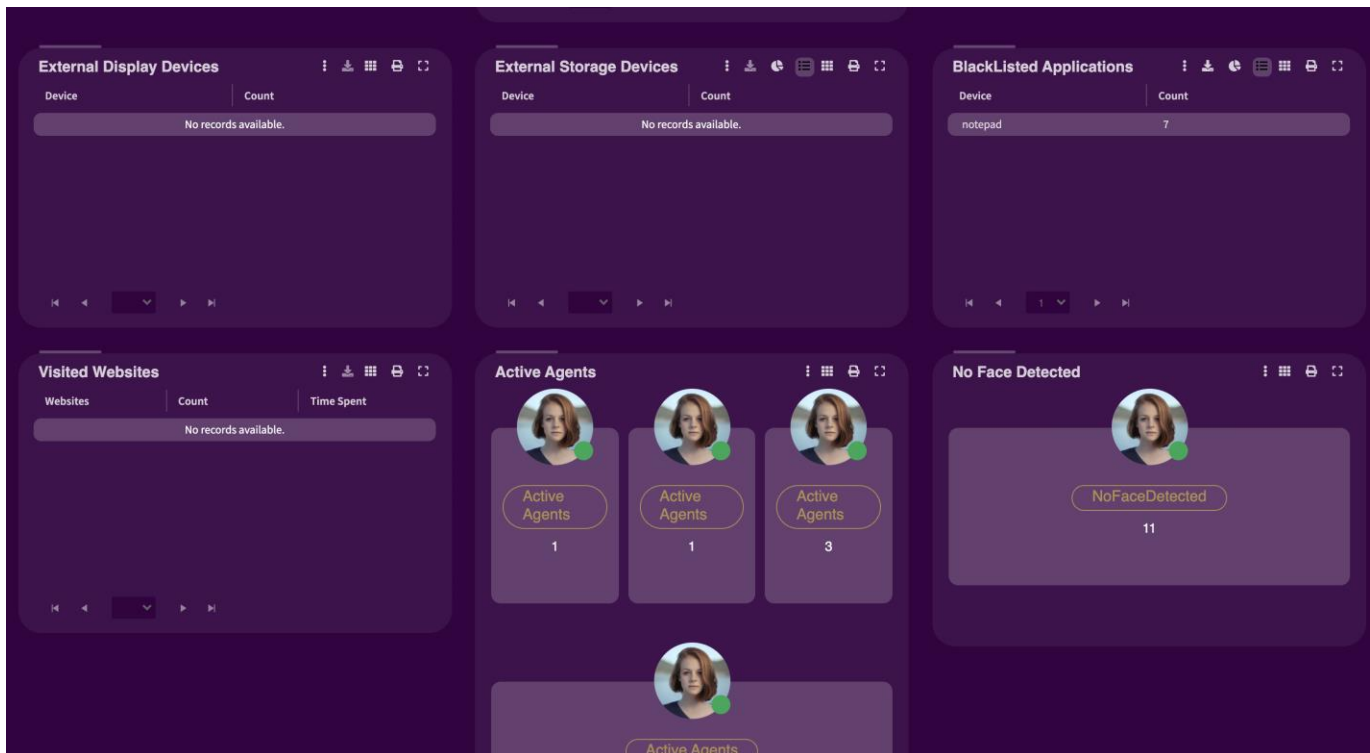 External Display Devices
Device Count
No records available.
External Storage Devices
Device Count
No records available.
BlackListed Applications
Device Count
notepad 7
1
Visited Websites
Websites Count Time Spent
No records available.
Active Agents
Active
Agents
1
Active
Agents
1
Active
Agents
3
Active Agents
No Face Detected
NoFaceDetected
11